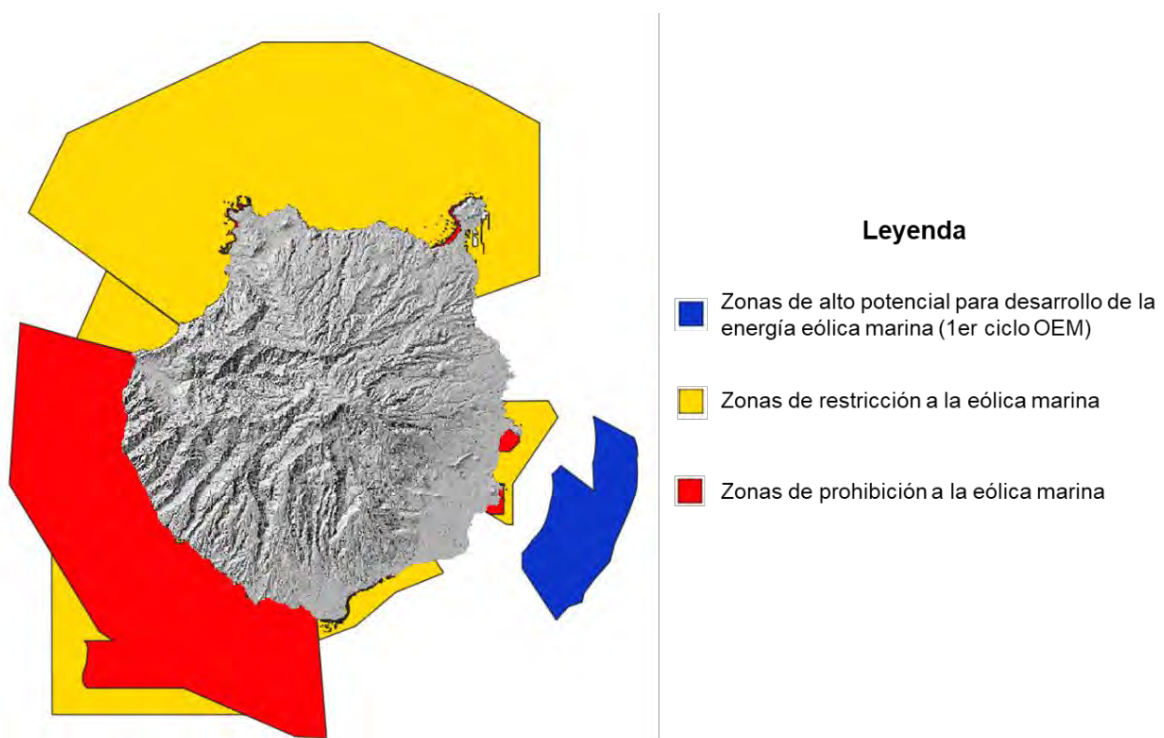 Leyenda
Zonas de alto potencial para desarrollo de la
energía eólica marina (1er ciclo OEM)
Zonas de restricción a la eólica marina
Zonas de prohibición a la eólica marina